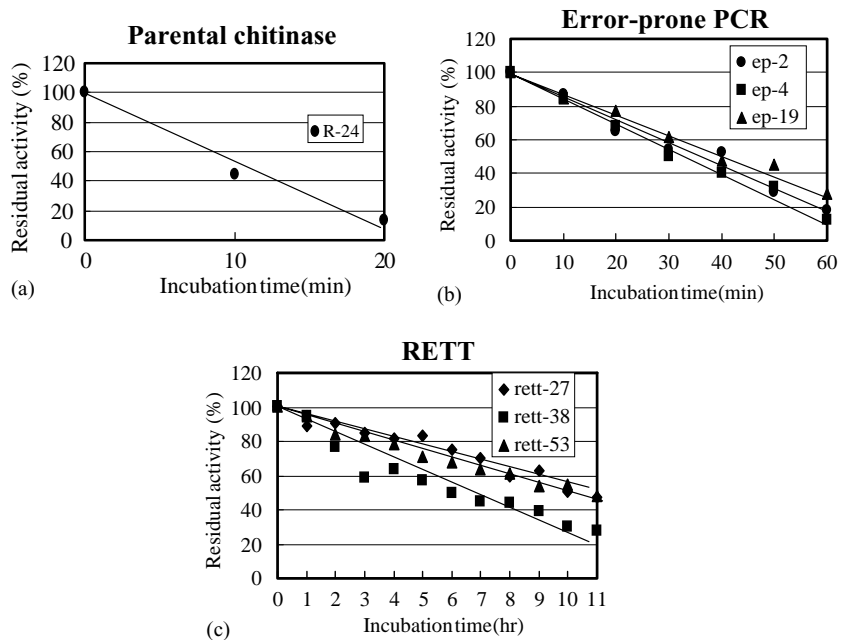 Parental chitinase
Residual activity (%)
120
100
80
60
40
20
0
R-24
0 10 20
Incubation time(min)
(a)
Error-prone PCR
Residual activity (%)
120
100
80
60
40
20
0
ep-2
ep-4
ep-19
0 10 20 30 40 50 60
Incubation time(min)
(b)
RETT
Residual activity (%)
120
100
80
60
40
20
0
rett-27
rett-38
rett-53
0 1 2 3 4 5 6 7 8 9 10 11
Incubation time(hr)
(c)